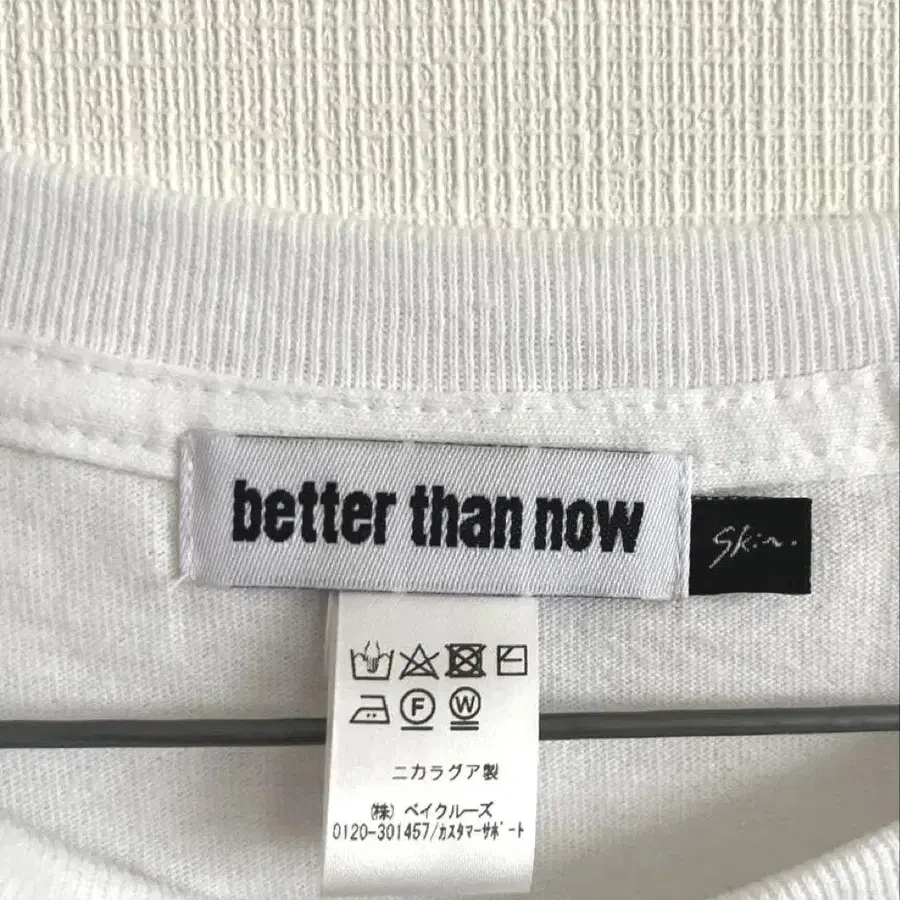 better than now
Skin.
F W
ニカラグア製
㈱ ベイクルーズ
0120-301457/ｶｽﾀﾏｰｻﾎﾟｰﾄ